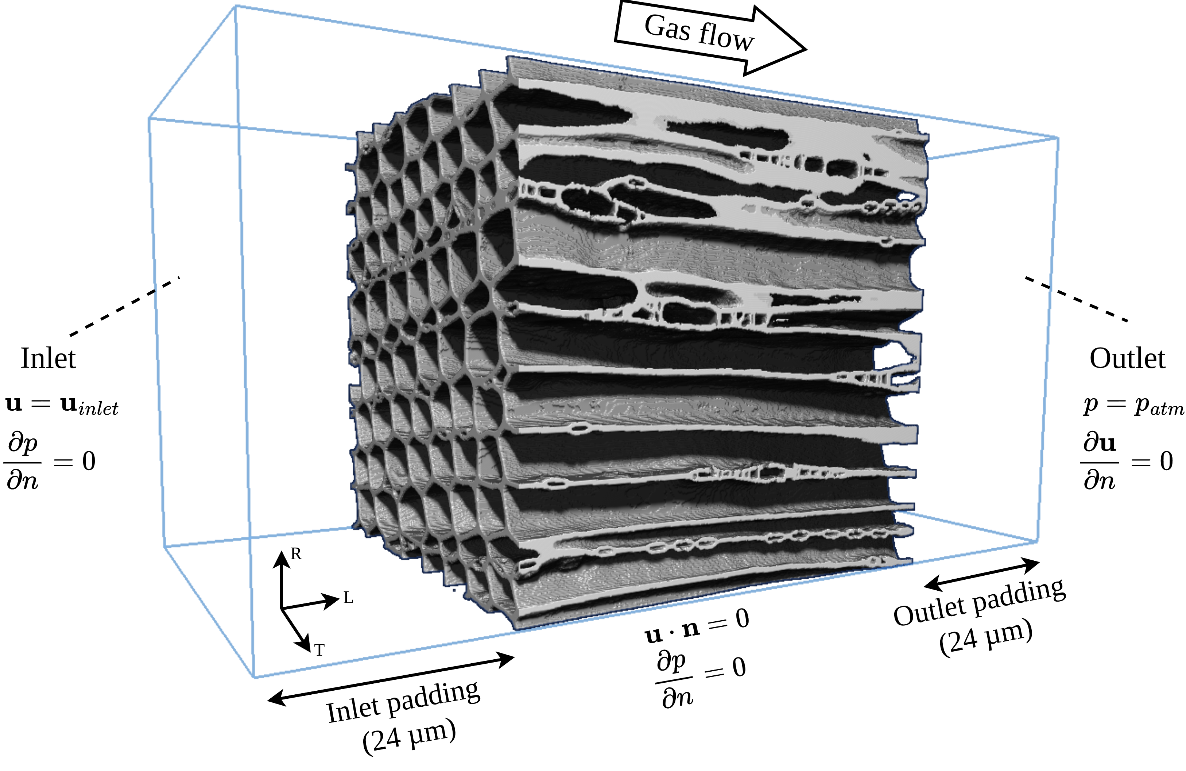 Gas flow
Inlet
𝐮 = 𝐮_inlet
∂p/∂n = 0
Outlet
p = p_atm
∂𝐮/∂n = 0
R
L
T
𝐮 · 𝐧 = 0
∂p/∂n = 0
Inlet padding
(24 μm)
Outlet padding
(24 μm)